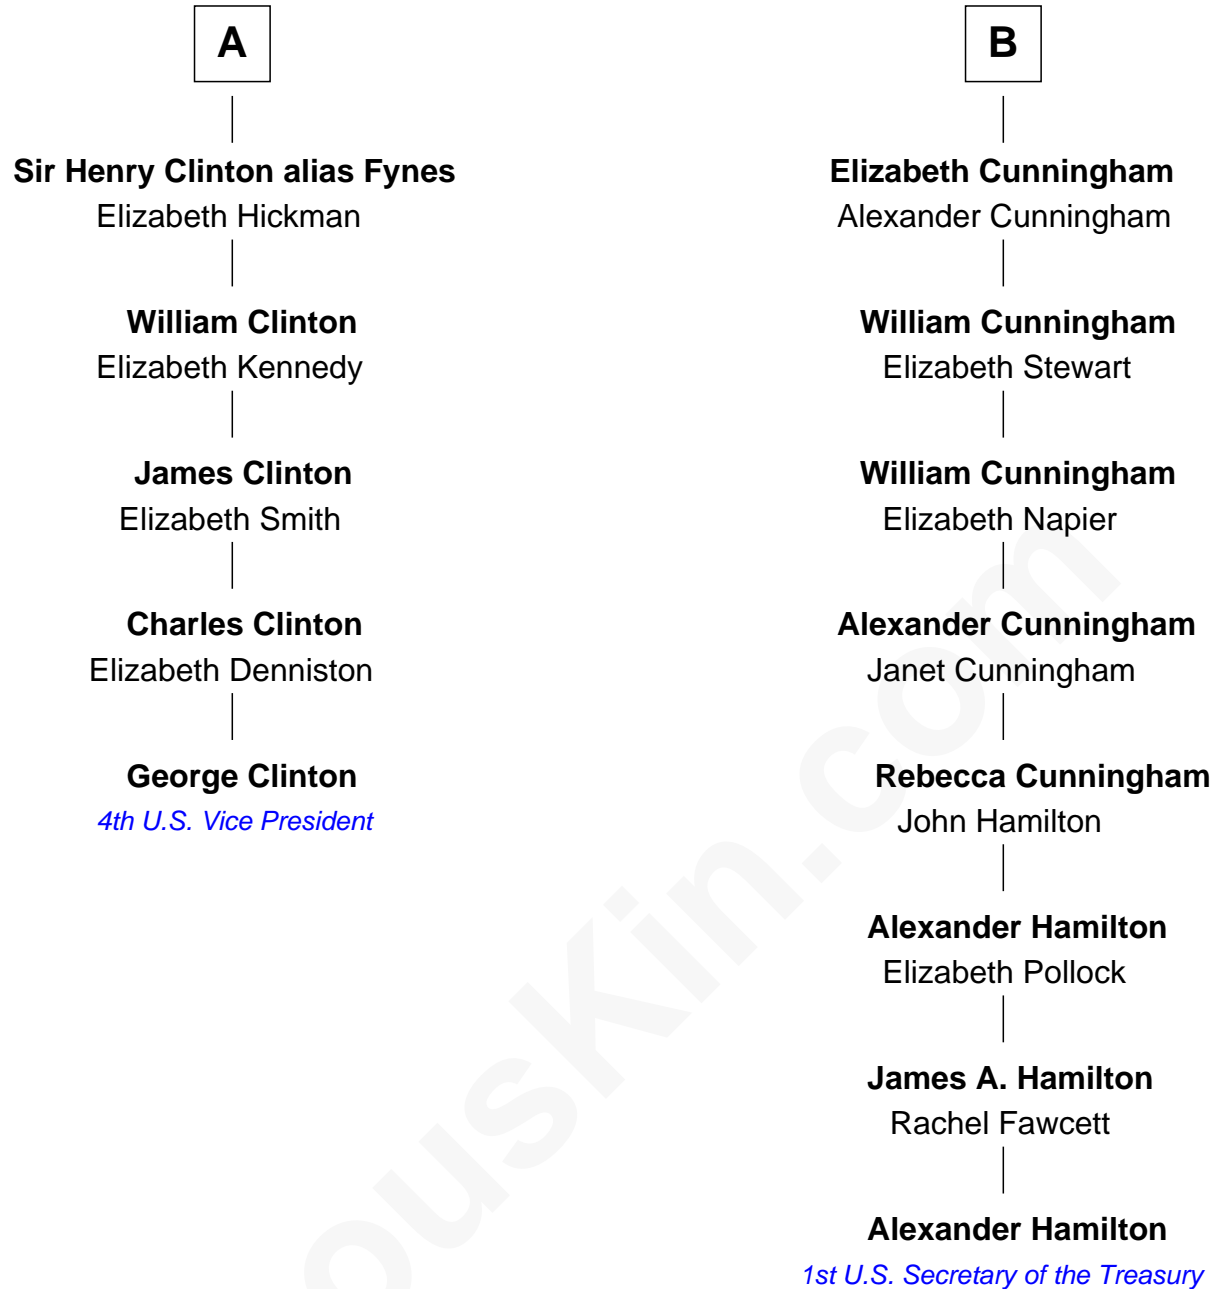 A
Sir Henry Clinton alias Fynes
Elizabeth Hickman
William Clinton
Elizabeth Kennedy
James Clinton
Elizabeth Smith
Charles Clinton
Elizabeth Denniston
George Clinton
4th U.S. Vice President
B
Elizabeth Cunningham
Alexander Cunningham
William Cunningham
Elizabeth Stewart
William Cunningham
Elizabeth Napier
Alexander Cunningham
Janet Cunningham
Rebecca Cunningham
John Hamilton
Alexander Hamilton
Elizabeth Pollock
James A. Hamilton
Rachel Fawcett
Alexander Hamilton
1st U.S. Secretary of the Treasury
ousKin.com